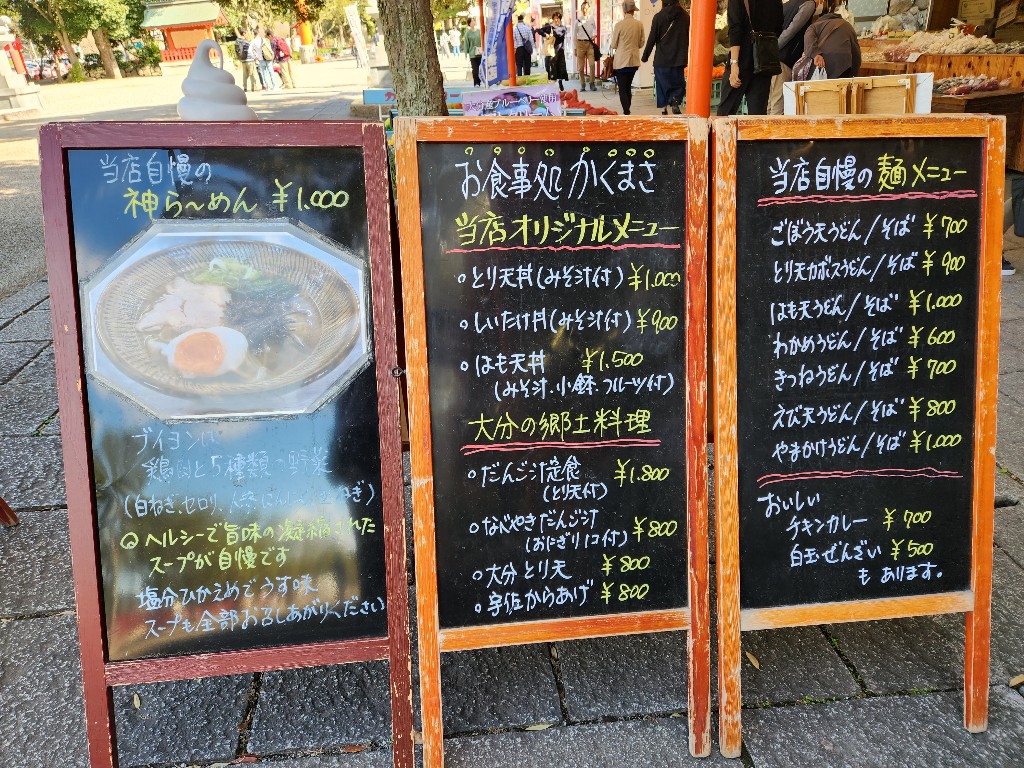 当店自慢の
神ら〜めん ¥1.000
ブイヨンは
鶏ガラと5種類の野菜
(白ねぎ、セロリ、人参
ヘルシーで旨味の凝縮された
スープが自慢です
塩分ひかえめでうす味
スープも全部お召しあがりください
お食事処 かくまさ
当店オリジナルメニュー
○とり天丼(みそ汁付)¥1.000
○しいたけ丼(みそ汁付)¥900
○はも天丼 ¥1.500
(みそ汁、小鉢、フルーツ付)
大分の郷土料理
○だんご汁定食 ¥1.800
(とり天付)
○なべやきだんご汁 ¥800
(おにぎり1コ付)
○大分とり天 ¥800
○宇佐からあげ ¥800
当店自慢の麺メニュー
ごぼう天うどん/そば ¥700
とり天カボスうどん/そば ¥900
はも天うどん/そば ¥1.000
わかめうどん/そば ¥600
きつねうどん/そば ¥700
えび天うどん/そば ¥800
やまかけうどん/そば ¥1.000
おいしい
チキンカレー ¥700
白玉ぜんざい ¥500
もあります。